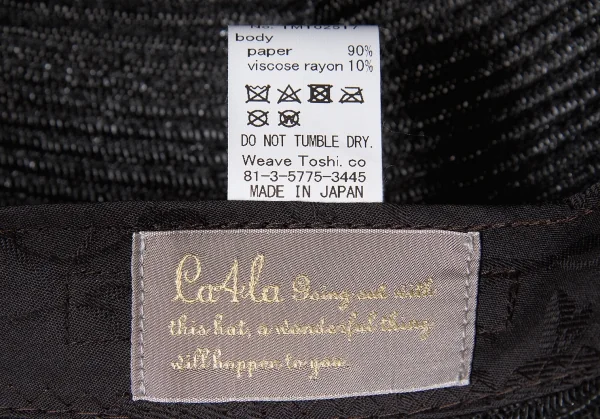 body
paper 90%
viscose rayon 10%
DO NOT TUMBLE DRY.
Weave Toshi. co
81-3-5775-3445
MADE IN JAPAN
Ca4la Going out with
this hat, a wonderful thing
will happen to you.